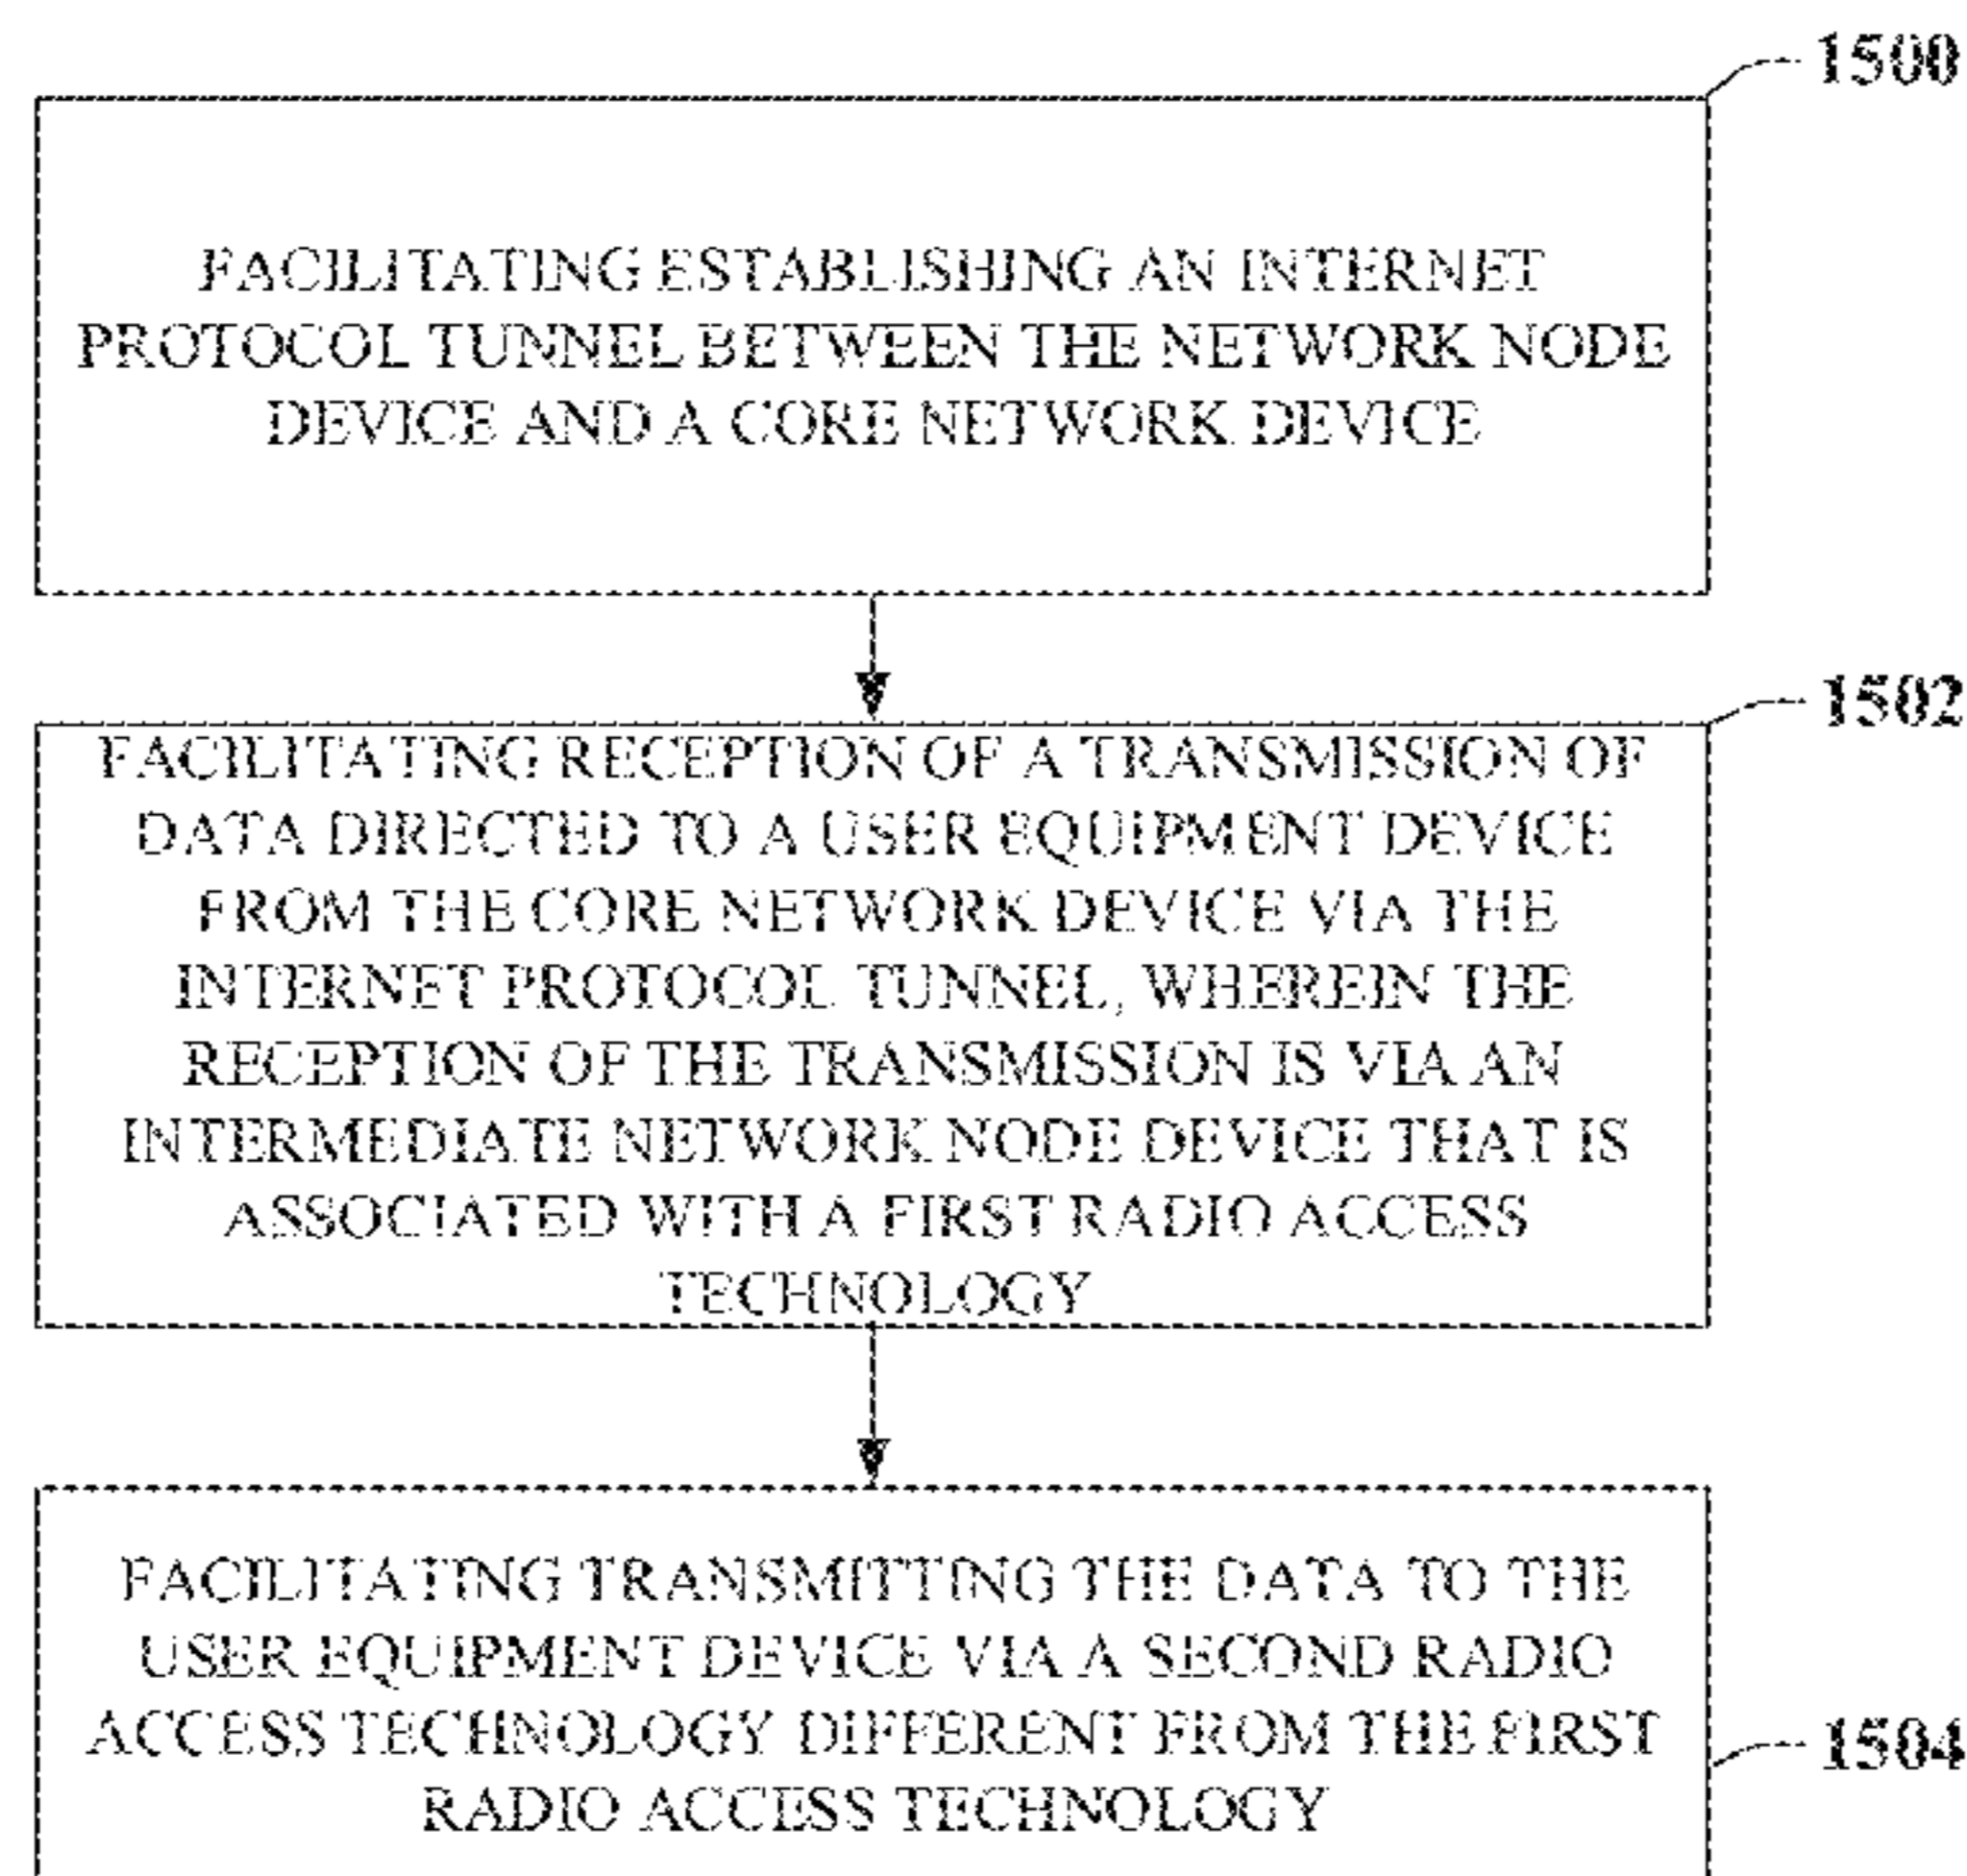 1500
FACILITATING ESTABLISHING AN INTERNET
PROTOCOL TUNNEL BETWEEN THE NETWORK NODE
DEVICE AND A CORE NETWORK DEVICE
1502
FACILITATING RECEPTION OF A TRANSMISSION OF
DATA DIRECTED TO A USER EQUIPMENT DEVICE
FROM THE CORE NETWORK DEVICE VIA THE
INTERNET PROTOCOL TUNNEL, WHEREIN THE
RECEPTION OF THE TRANSMISSION IS VIA AN
INTERMEDIATE NETWORK NODE DEVICE THAT IS
ASSOCIATED WITH A FIRST RADIO ACCESS
TECHNOLOGY
FACILITATING TRANSMITTING THE DATA TO THE
USER EQUIPMENT DEVICE VIA A SECOND RADIO
ACCESS TECHNOLOGY DIFFERENT FROM THE FIRST
RADIO ACCESS TECHNOLOGY
1504